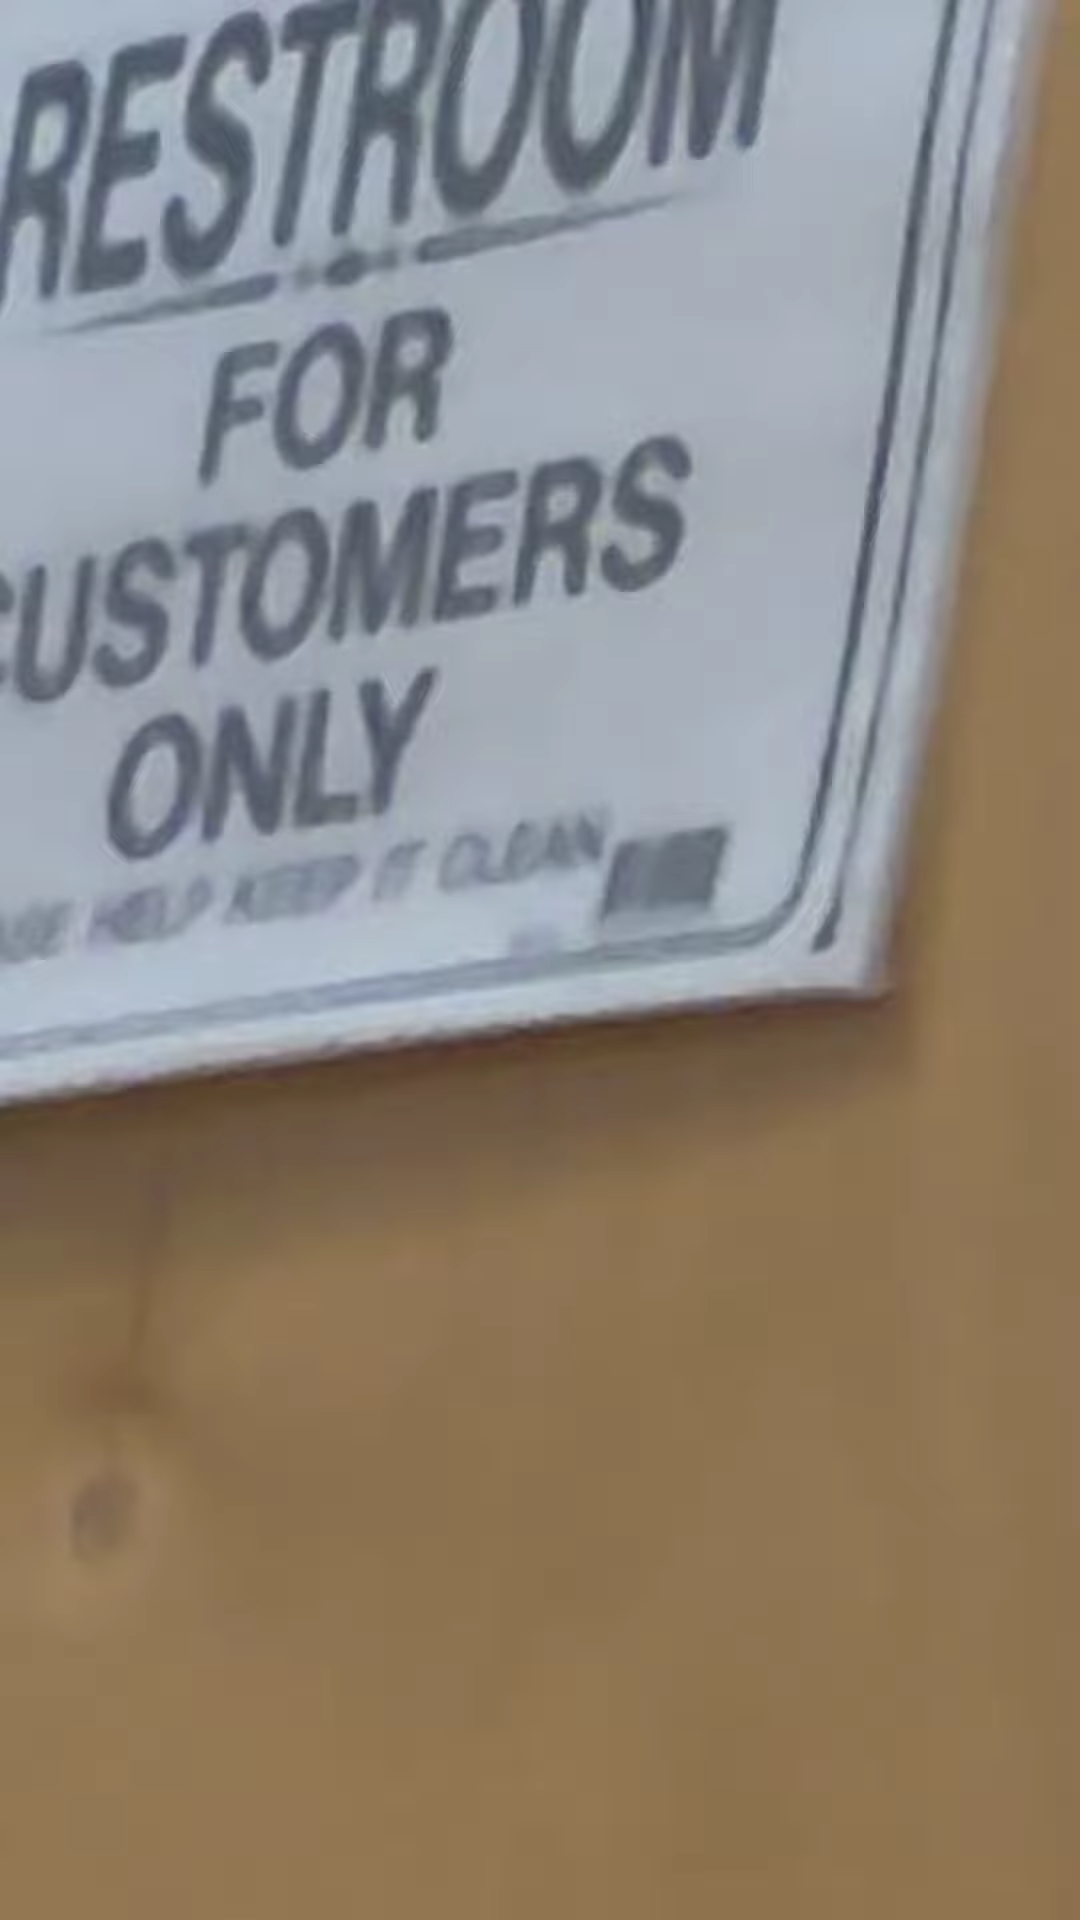 RESTROOM
FOR
CUSTOMERS
ONLY
HELP KEEP IT CLEAN